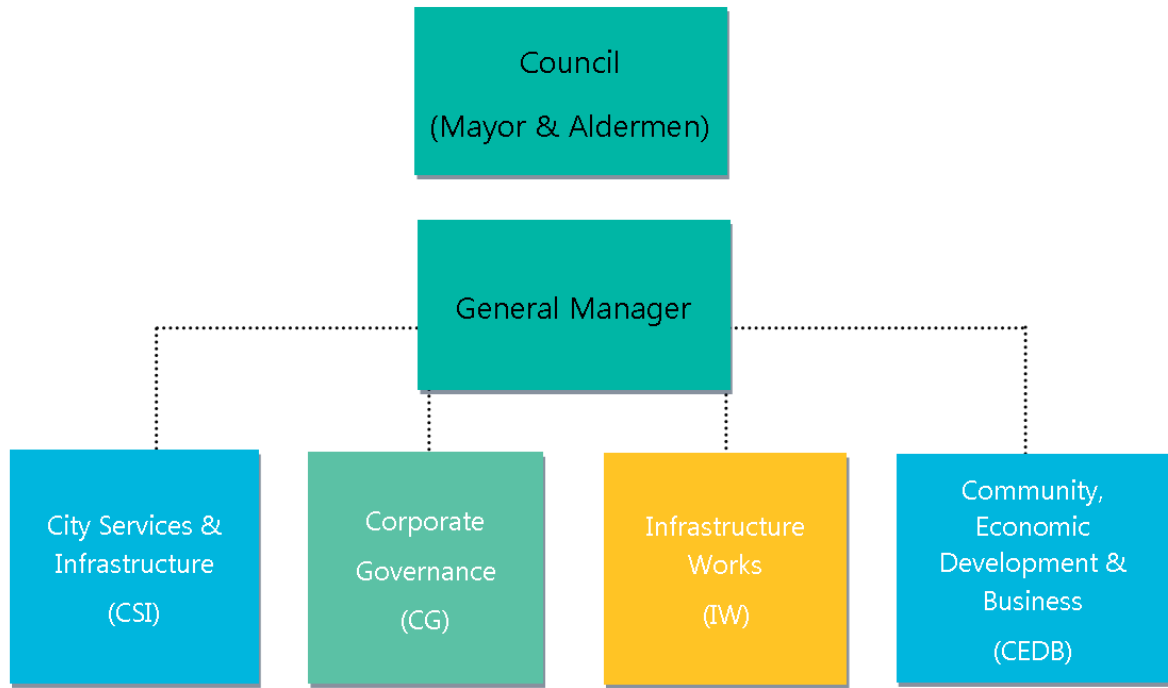 Council
(Mayor & Aldermen)
General Manager
City Services &
Infrastructure
(CSI)
Corporate
Governance
(CG)
Infrastructure
Works
(IW)
Community,
Economic
Development &
Business
(CEDB)